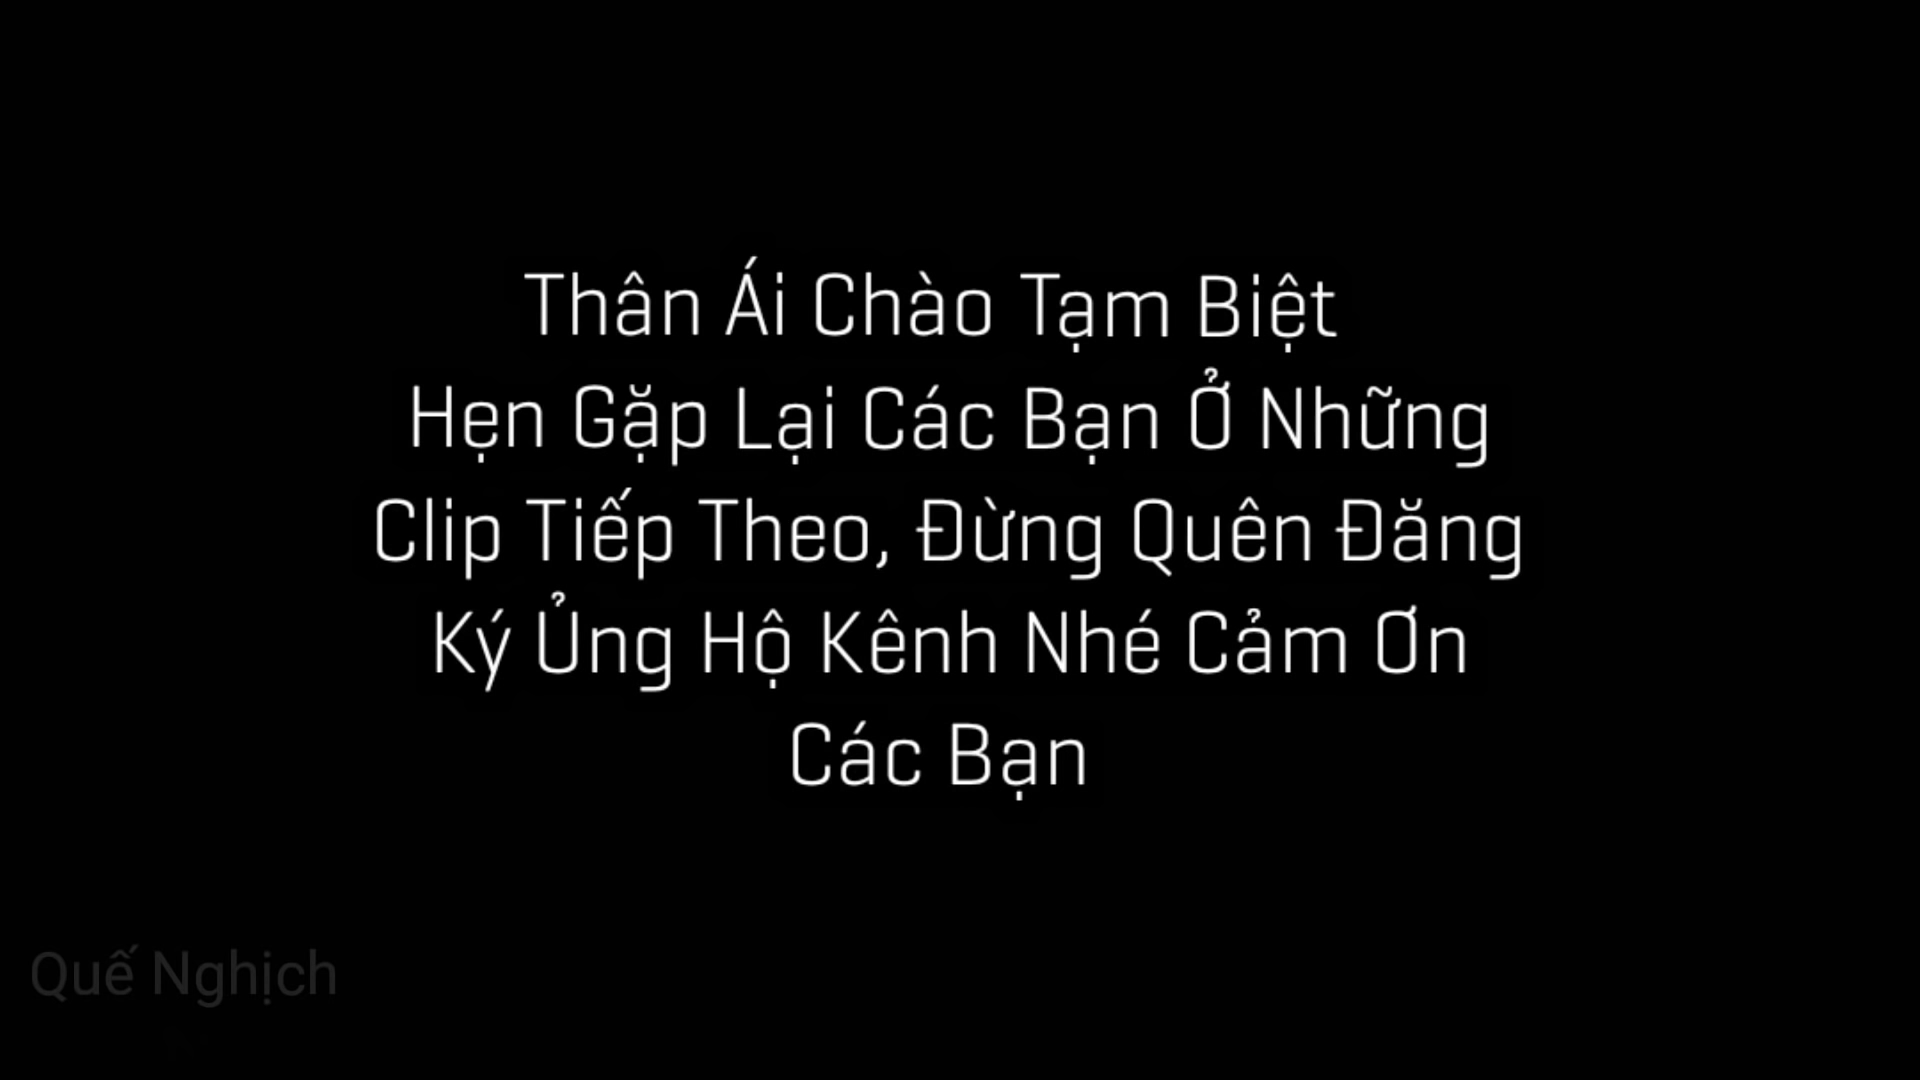 Thân Ái Chào Tạm Biệt
Hẹn Gặp Lại Các Bạn Ở Những
Clip Tiếp Theo, Đừng Quên Đăng
Ký Ủng Hộ Kênh Nhé Cảm Ơn
Các Bạn
Quế Nghịch